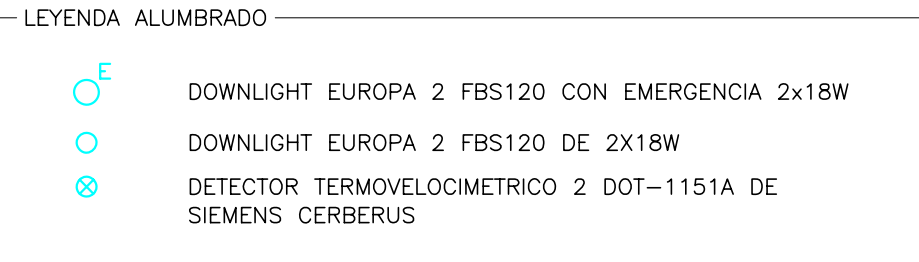 LEYENDA ALUMBRADO
E
DOWNLIGHT EUROPA 2 FBS120 CON EMERGENCIA 2x18W
DOWNLIGHT EUROPA 2 FBS120 DE 2X18W
DETECTOR TERMOVELOCIMETRICO 2 DOT-1151A DE
SIEMENS CERBERUS